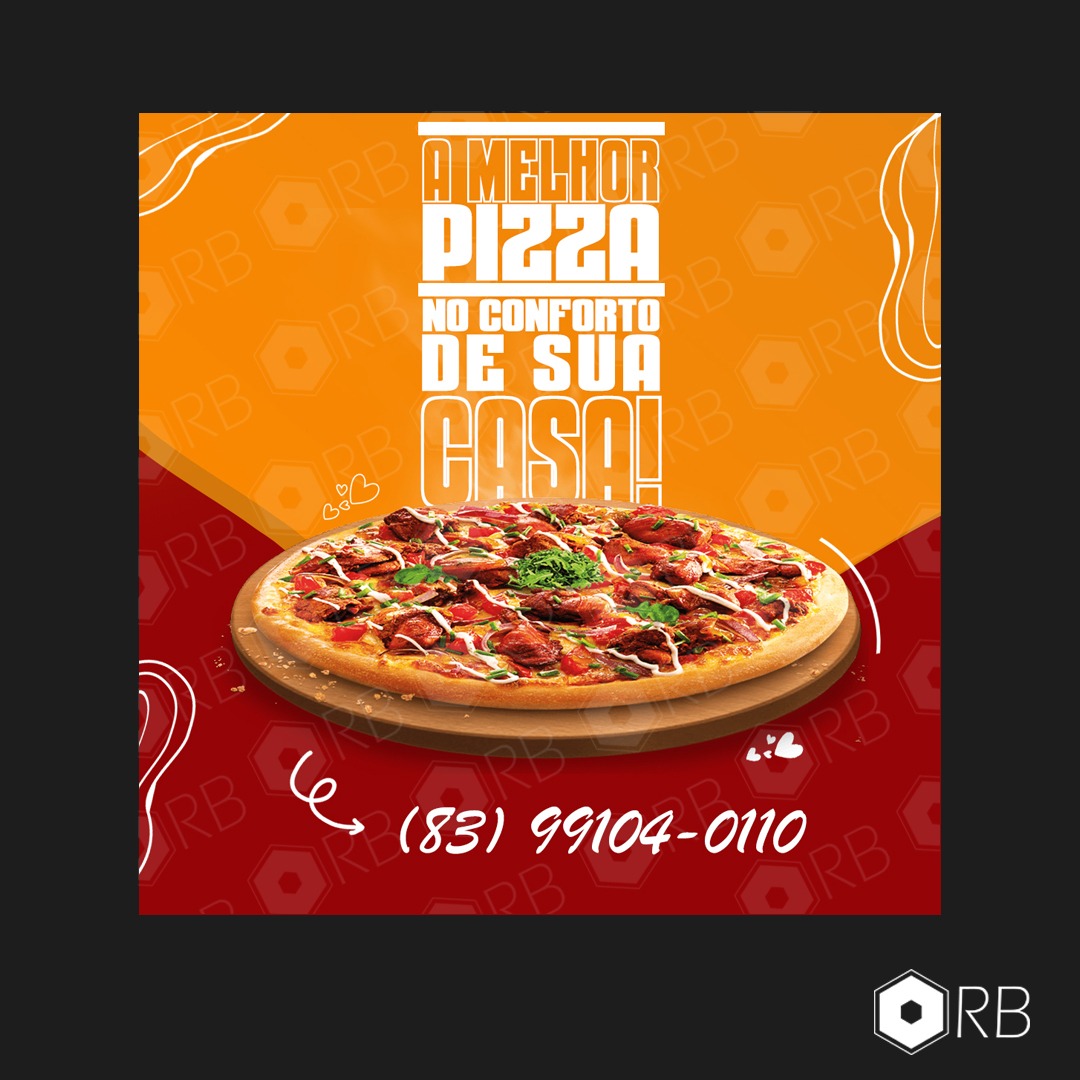 A MELHOR
PIZZA
NO CONFORTO
DE SUA
CASA!
(83) 99104-0110
RB